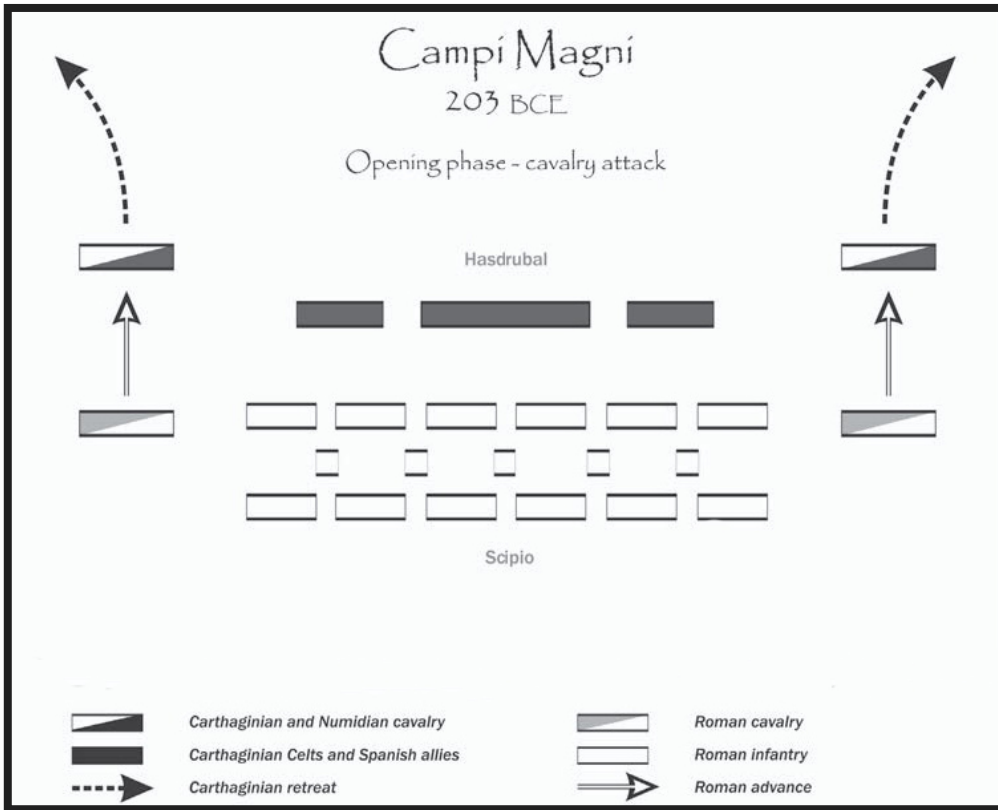 Campi Magni
203 BCE
Opening phase - cavalry attack
Hasdrubal
Scipio
Carthaginian and Numidian cavalry
Carthaginian Celts and Spanish allies
Carthaginian retreat
Roman cavalry
Roman infantry
Roman advance